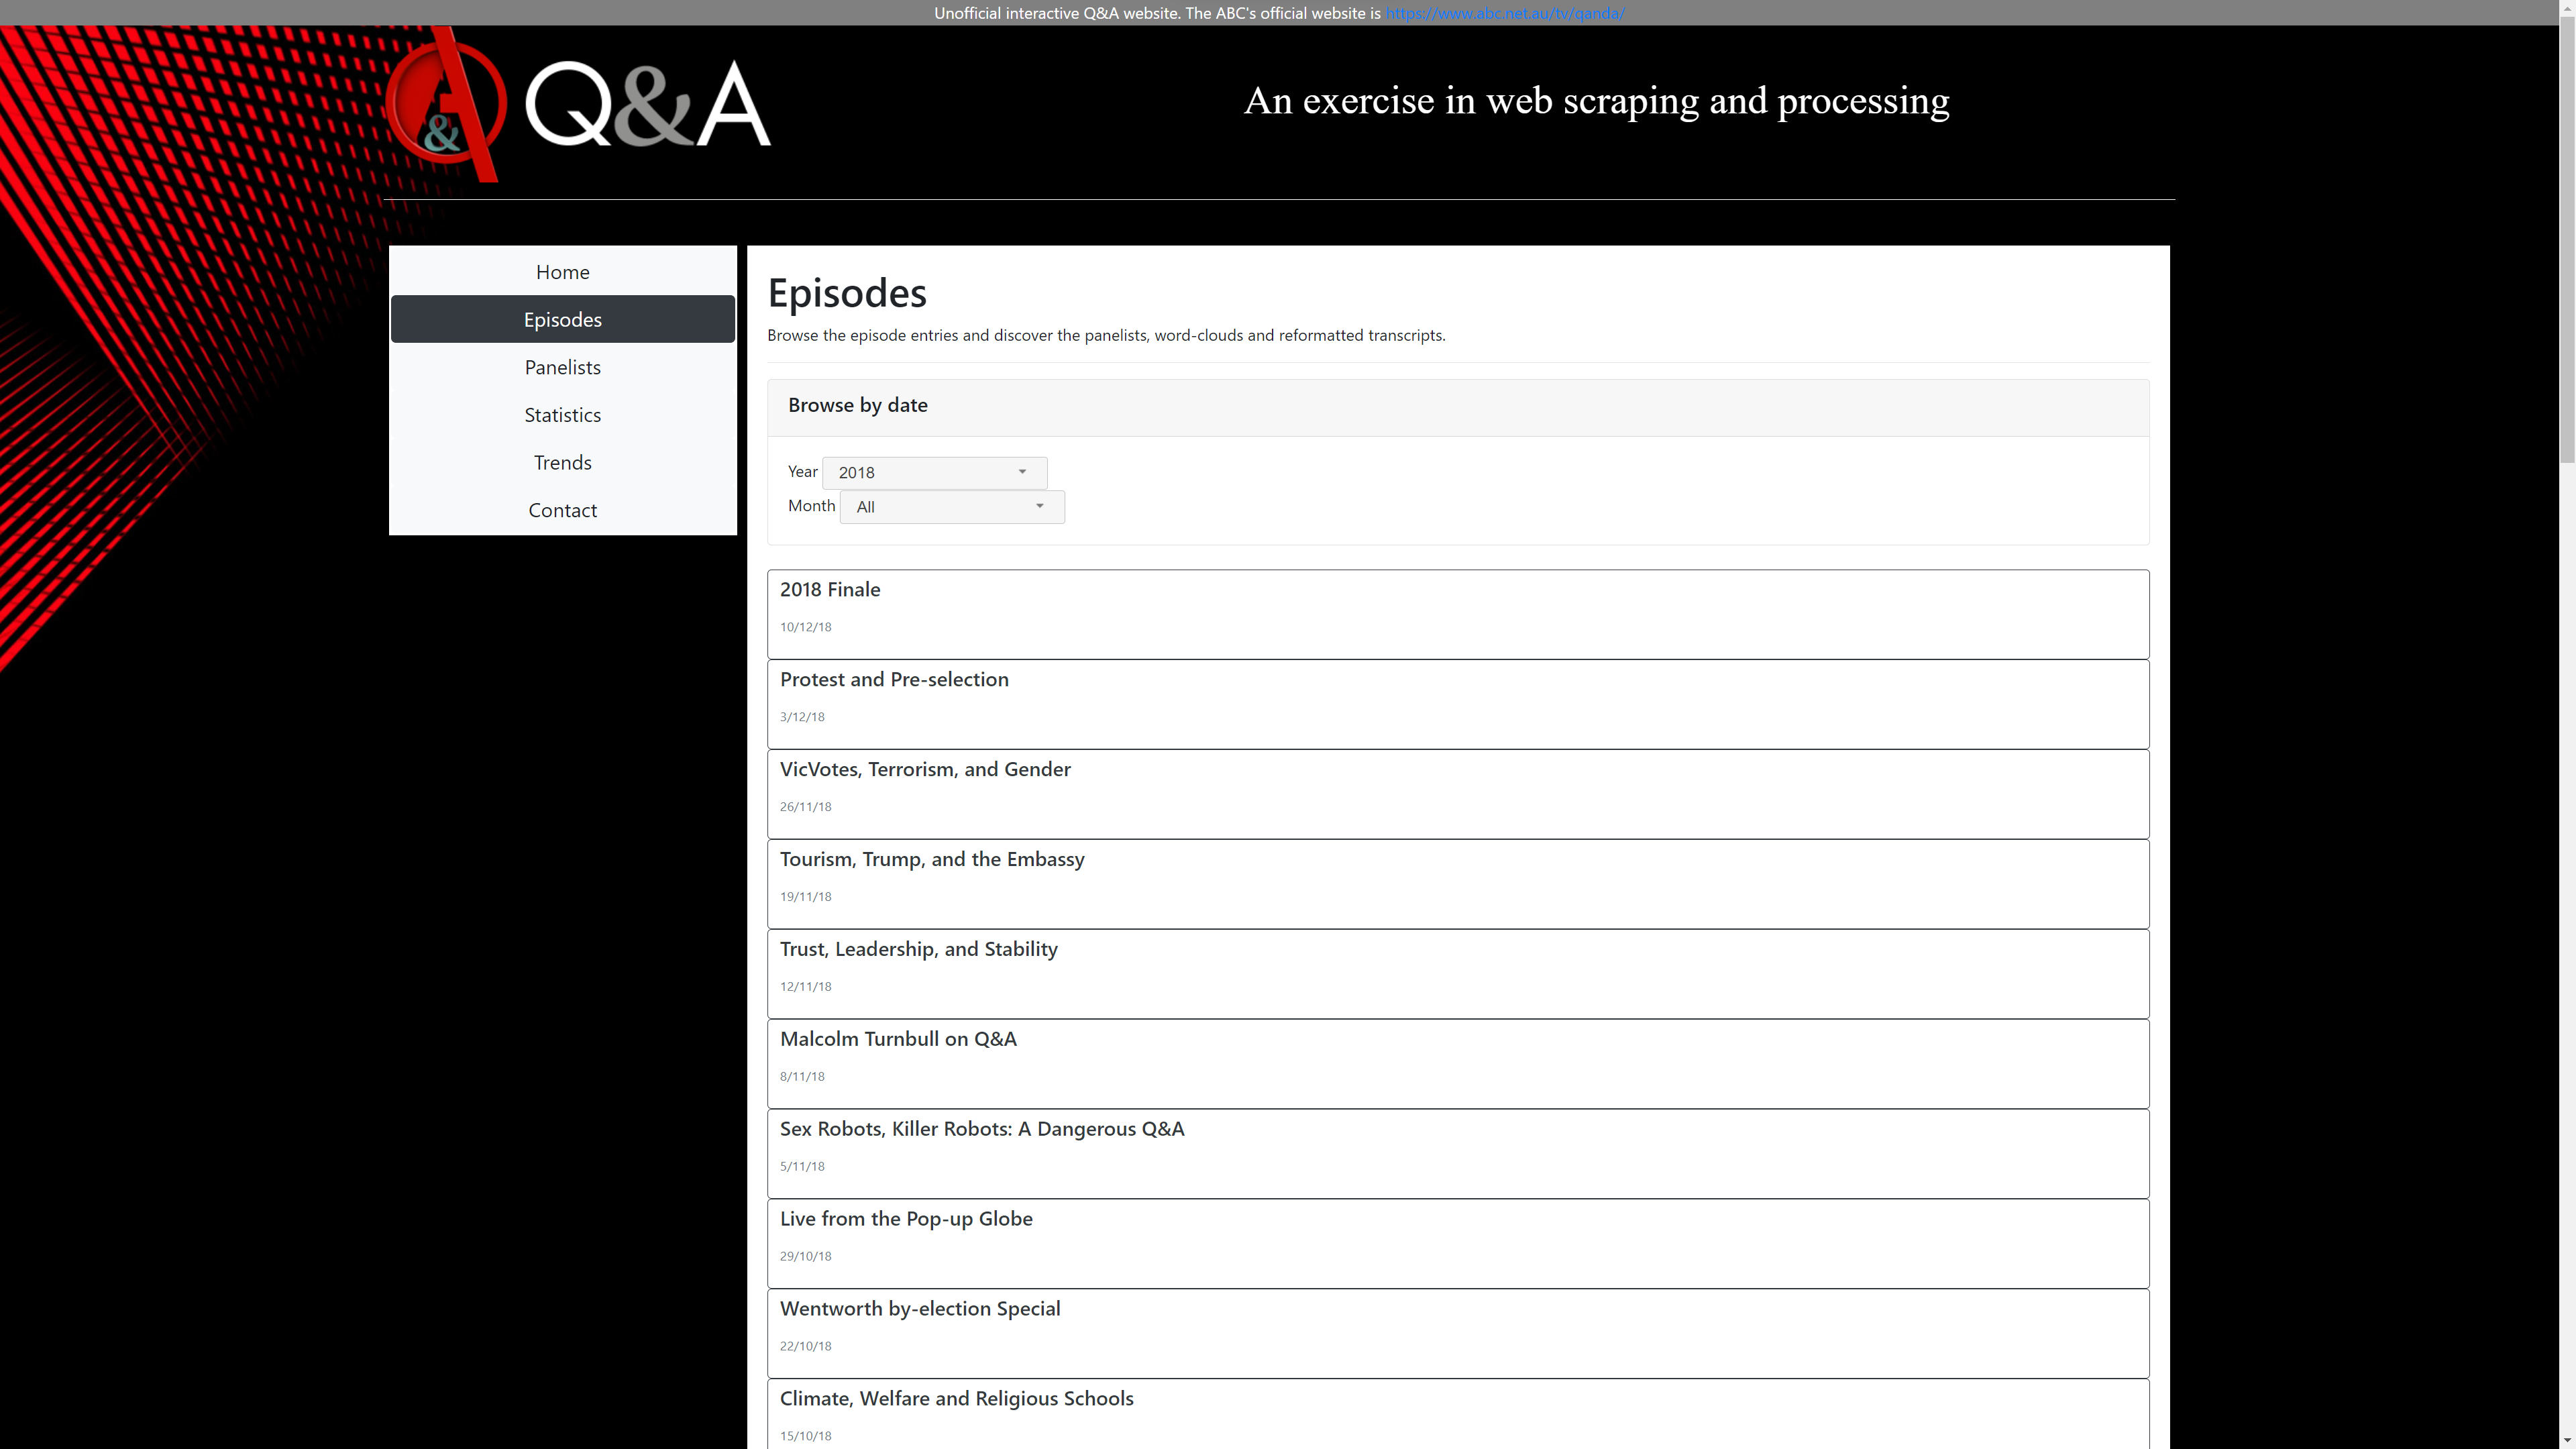 Unofficial interactive Q&A website. The ABC's official website is https://www.abc.net.au/tv/qanda/
Q&A
An exercise in web scraping and processing
Home
Episodes
Panelists
Statistics
Trends
Contact
Episodes
Browse the episode entries and discover the panelists, word-clouds and reformatted transcripts.
Browse by date
Year 2018
Month All
2018 Finale
10/12/18
Protest and Pre-selection
3/12/18
VicVotes, Terrorism, and Gender
26/11/18
Tourism, Trump, and the Embassy
19/11/18
Trust, Leadership, and Stability
12/11/18
Malcolm Turnbull on Q&A
8/11/18
Sex Robots, Killer Robots: A Dangerous Q&A
5/11/18
Live from the Pop-up Globe
29/10/18
Wentworth by-election Special
22/10/18
Climate, Welfare and Religious Schools
15/10/18